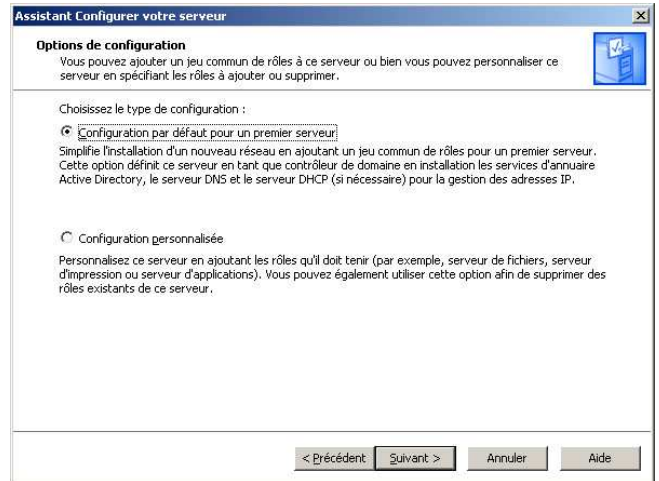 Assistant Configurer votre serveur
Options de configuration
Vous pouvez ajouter un jeu commun de rôles à ce serveur ou bien vous pouvez personnaliser ce
serveur en spécifiant les rôles à ajouter ou supprimer.
Choisissez le type de configuration :
Configuration par défaut pour un premier serveur
Simplifie l'installation d'un nouveau réseau en ajoutant un jeu commun de rôles pour un premier serveur.
Cette option définit ce serveur en tant que contrôleur de domaine en installation les services d'annuaire
Active Directory, le serveur DNS et le serveur DHCP (si nécessaire) pour la gestion des adresses IP.
Configuration personnalisée
Personnalisez ce serveur en ajoutant les rôles qu'il doit tenir (par exemple, serveur de fichiers, serveur
d'impression ou serveur d'applications). Vous pouvez également utiliser cette option afin de supprimer des
rôles existants de ce serveur.
< Précédent Suivant > Annuler Aide